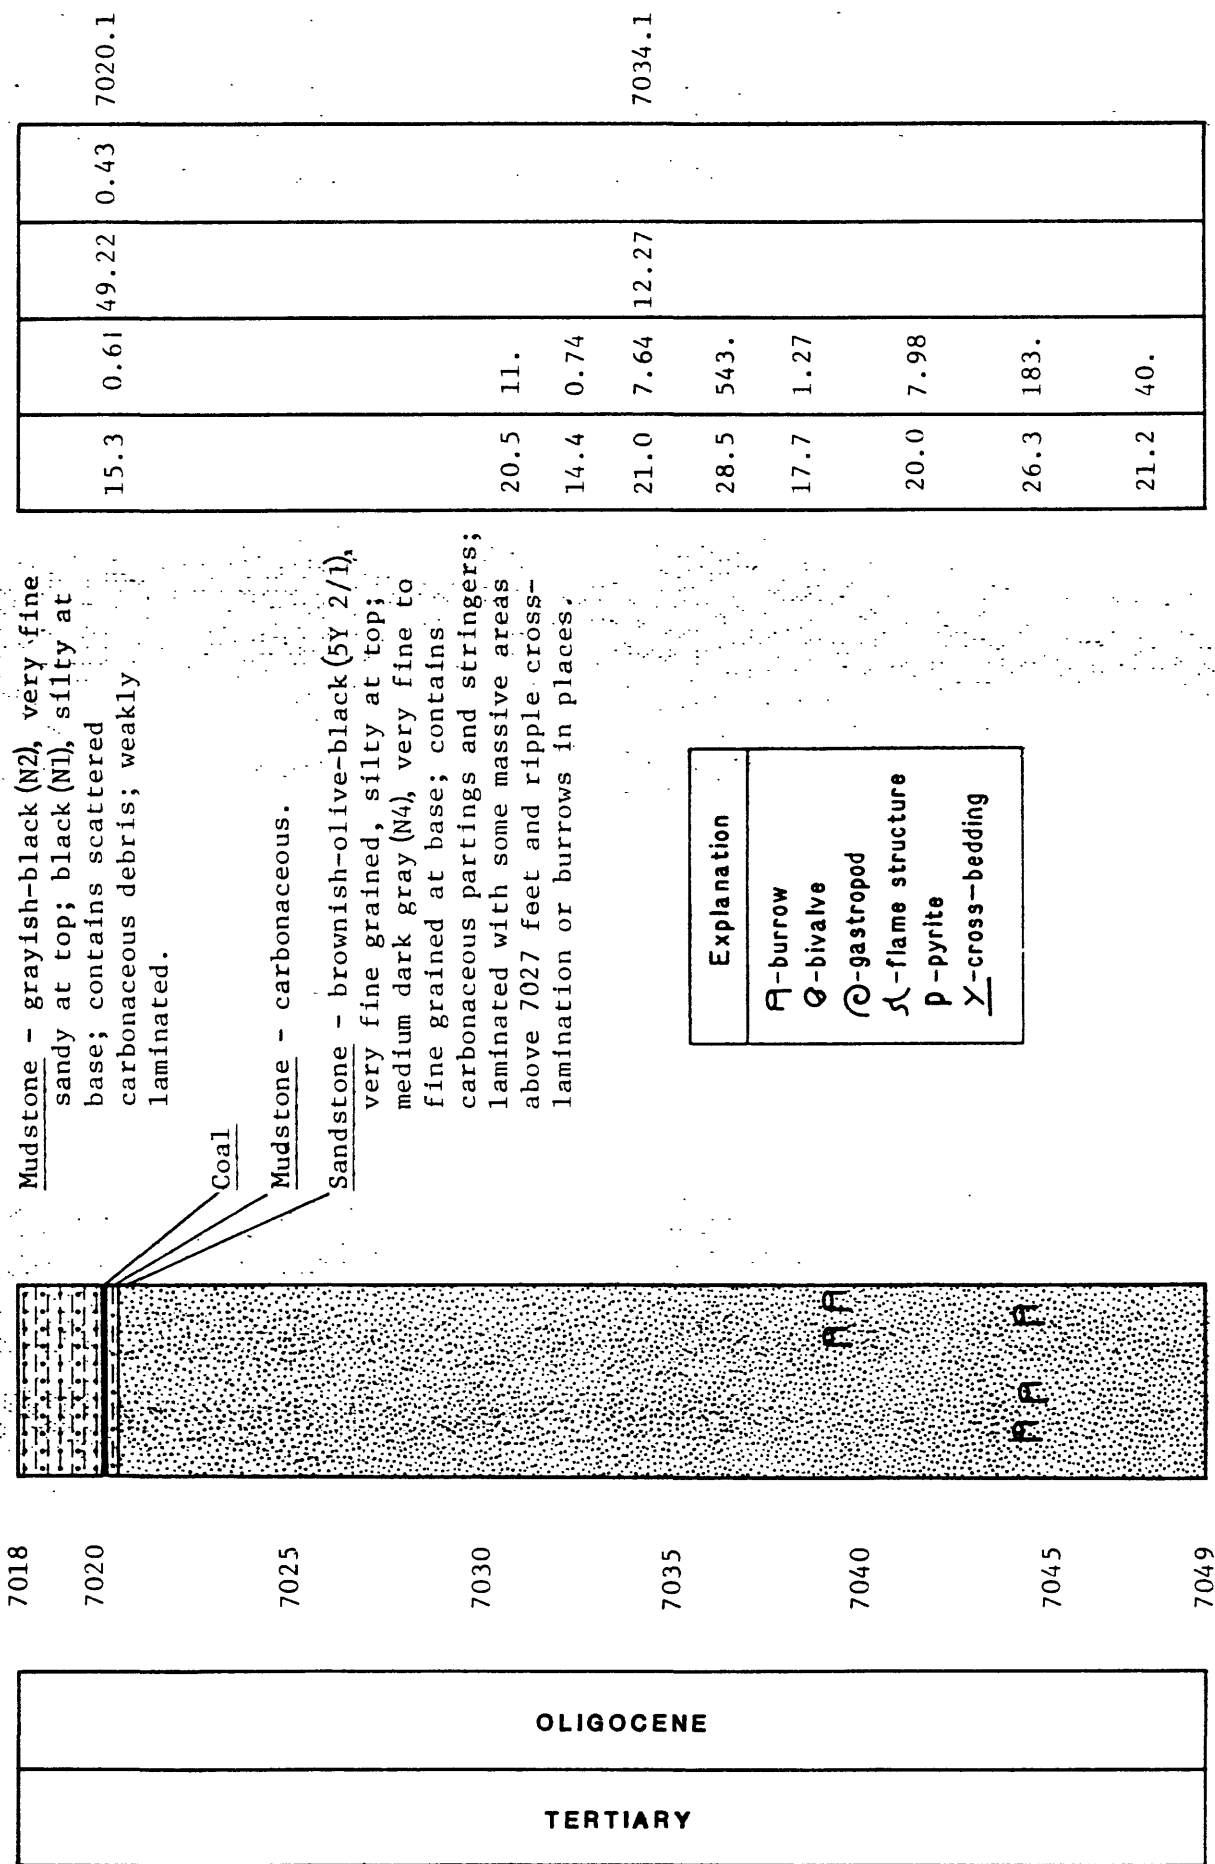 TERTIARY
OLIGOCENE
7018
7020
7025
7030
7035
7040
7045
7049
Mudstone - grayish-black (N2), very fine
sandy at top; black (N1), silty at
base; contains scattered
carbonaceous debris; weakly
laminated.
Coal
Mudstone - carbonaceous.
Sandstone - brownish-olive-black (5Y 2/1),
very fine grained, silty at top;
medium dark gray (N4), very fine to
fine grained at base; contains
carbonaceous partings and stringers;
laminated with some massive areas
above 7027 feet and ripple cross-
lamination or burrows in places.
Explanation
-burrow
-bivalve
-gastropod
-flame structure
P -pyrite
-cross-bedding
15.3 0.61 49.22 0.43 7020.1
20.5 11.
14.4 0.74
21.0 7.64 12.27 7034.1
28.5 543.
17.7 1.27
20.0 7.98
26.3 183.
21.2 40.